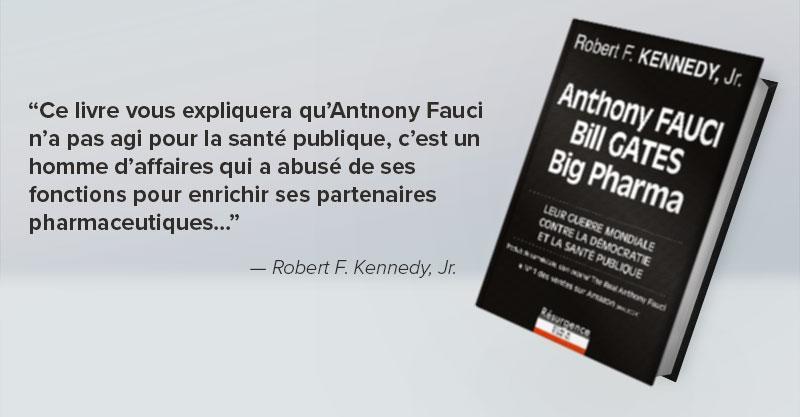 “Ce livre vous expliquera qu’Antnony Fauci
n’a pas agi pour la santé publique, c’est un
homme d’affaires qui a abusé de ses
fonctions pour enrichir ses partenaires
pharmaceutiques...”
— Robert F. Kennedy, Jr.
Robert F. KENNEDY, Jr.
Anthony FAUCI
Bill GATES
Big Pharma
LEUR GUERRE MONDIALE
CONTRE LA DÉMOCRATIE
ET LA SANTÉ PUBLIQUE
The Real Anthony Fauci
N°1 des ventes sur Amazon
Résurgence